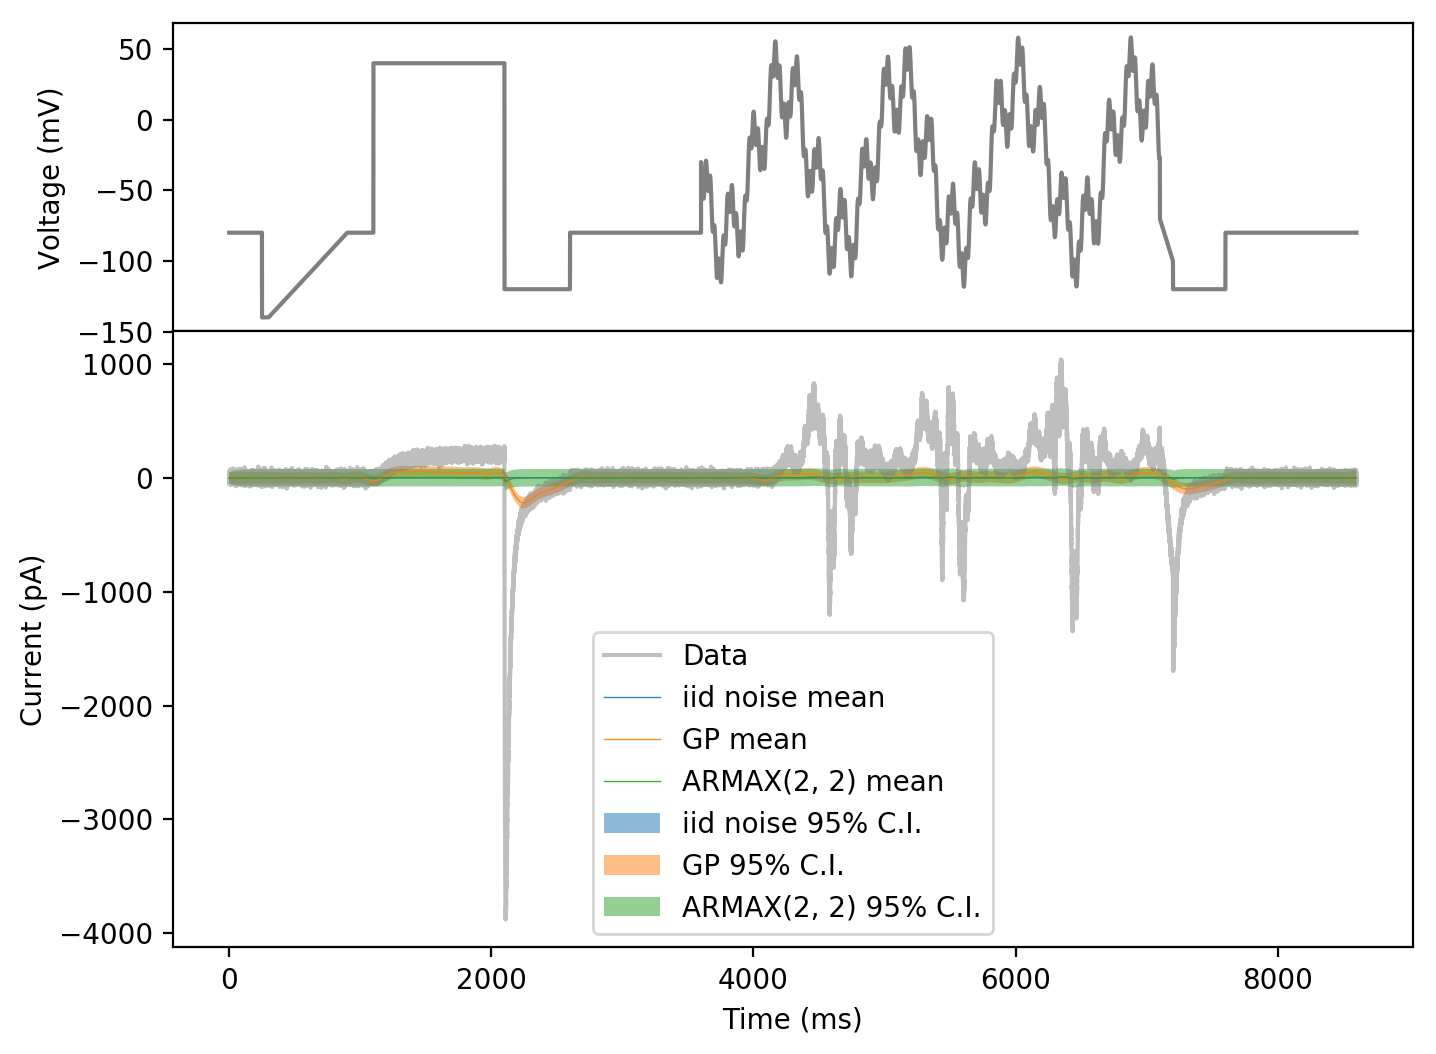 50
0
−50
−100
−150
Voltage (mV)
1000
0
−1000
−2000
−3000
−4000
Current (pA)
Data
iid noise mean
GP mean
ARMAX(2, 2) mean
iid noise 95% C.I.
GP 95% C.I.
ARMAX(2, 2) 95% C.I.
0 2000 4000 6000 8000
Time (ms)